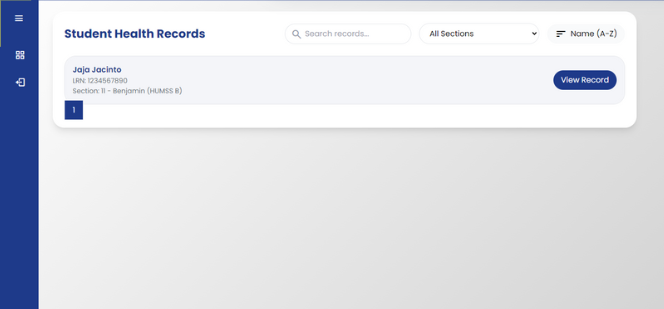 Student Health Records
Search records...
All Sections
Name (A-Z)
Jaja Jacinto
LRN: 1234567890
Section: 11 - Benjamin (HUMSS B)
View Record
1